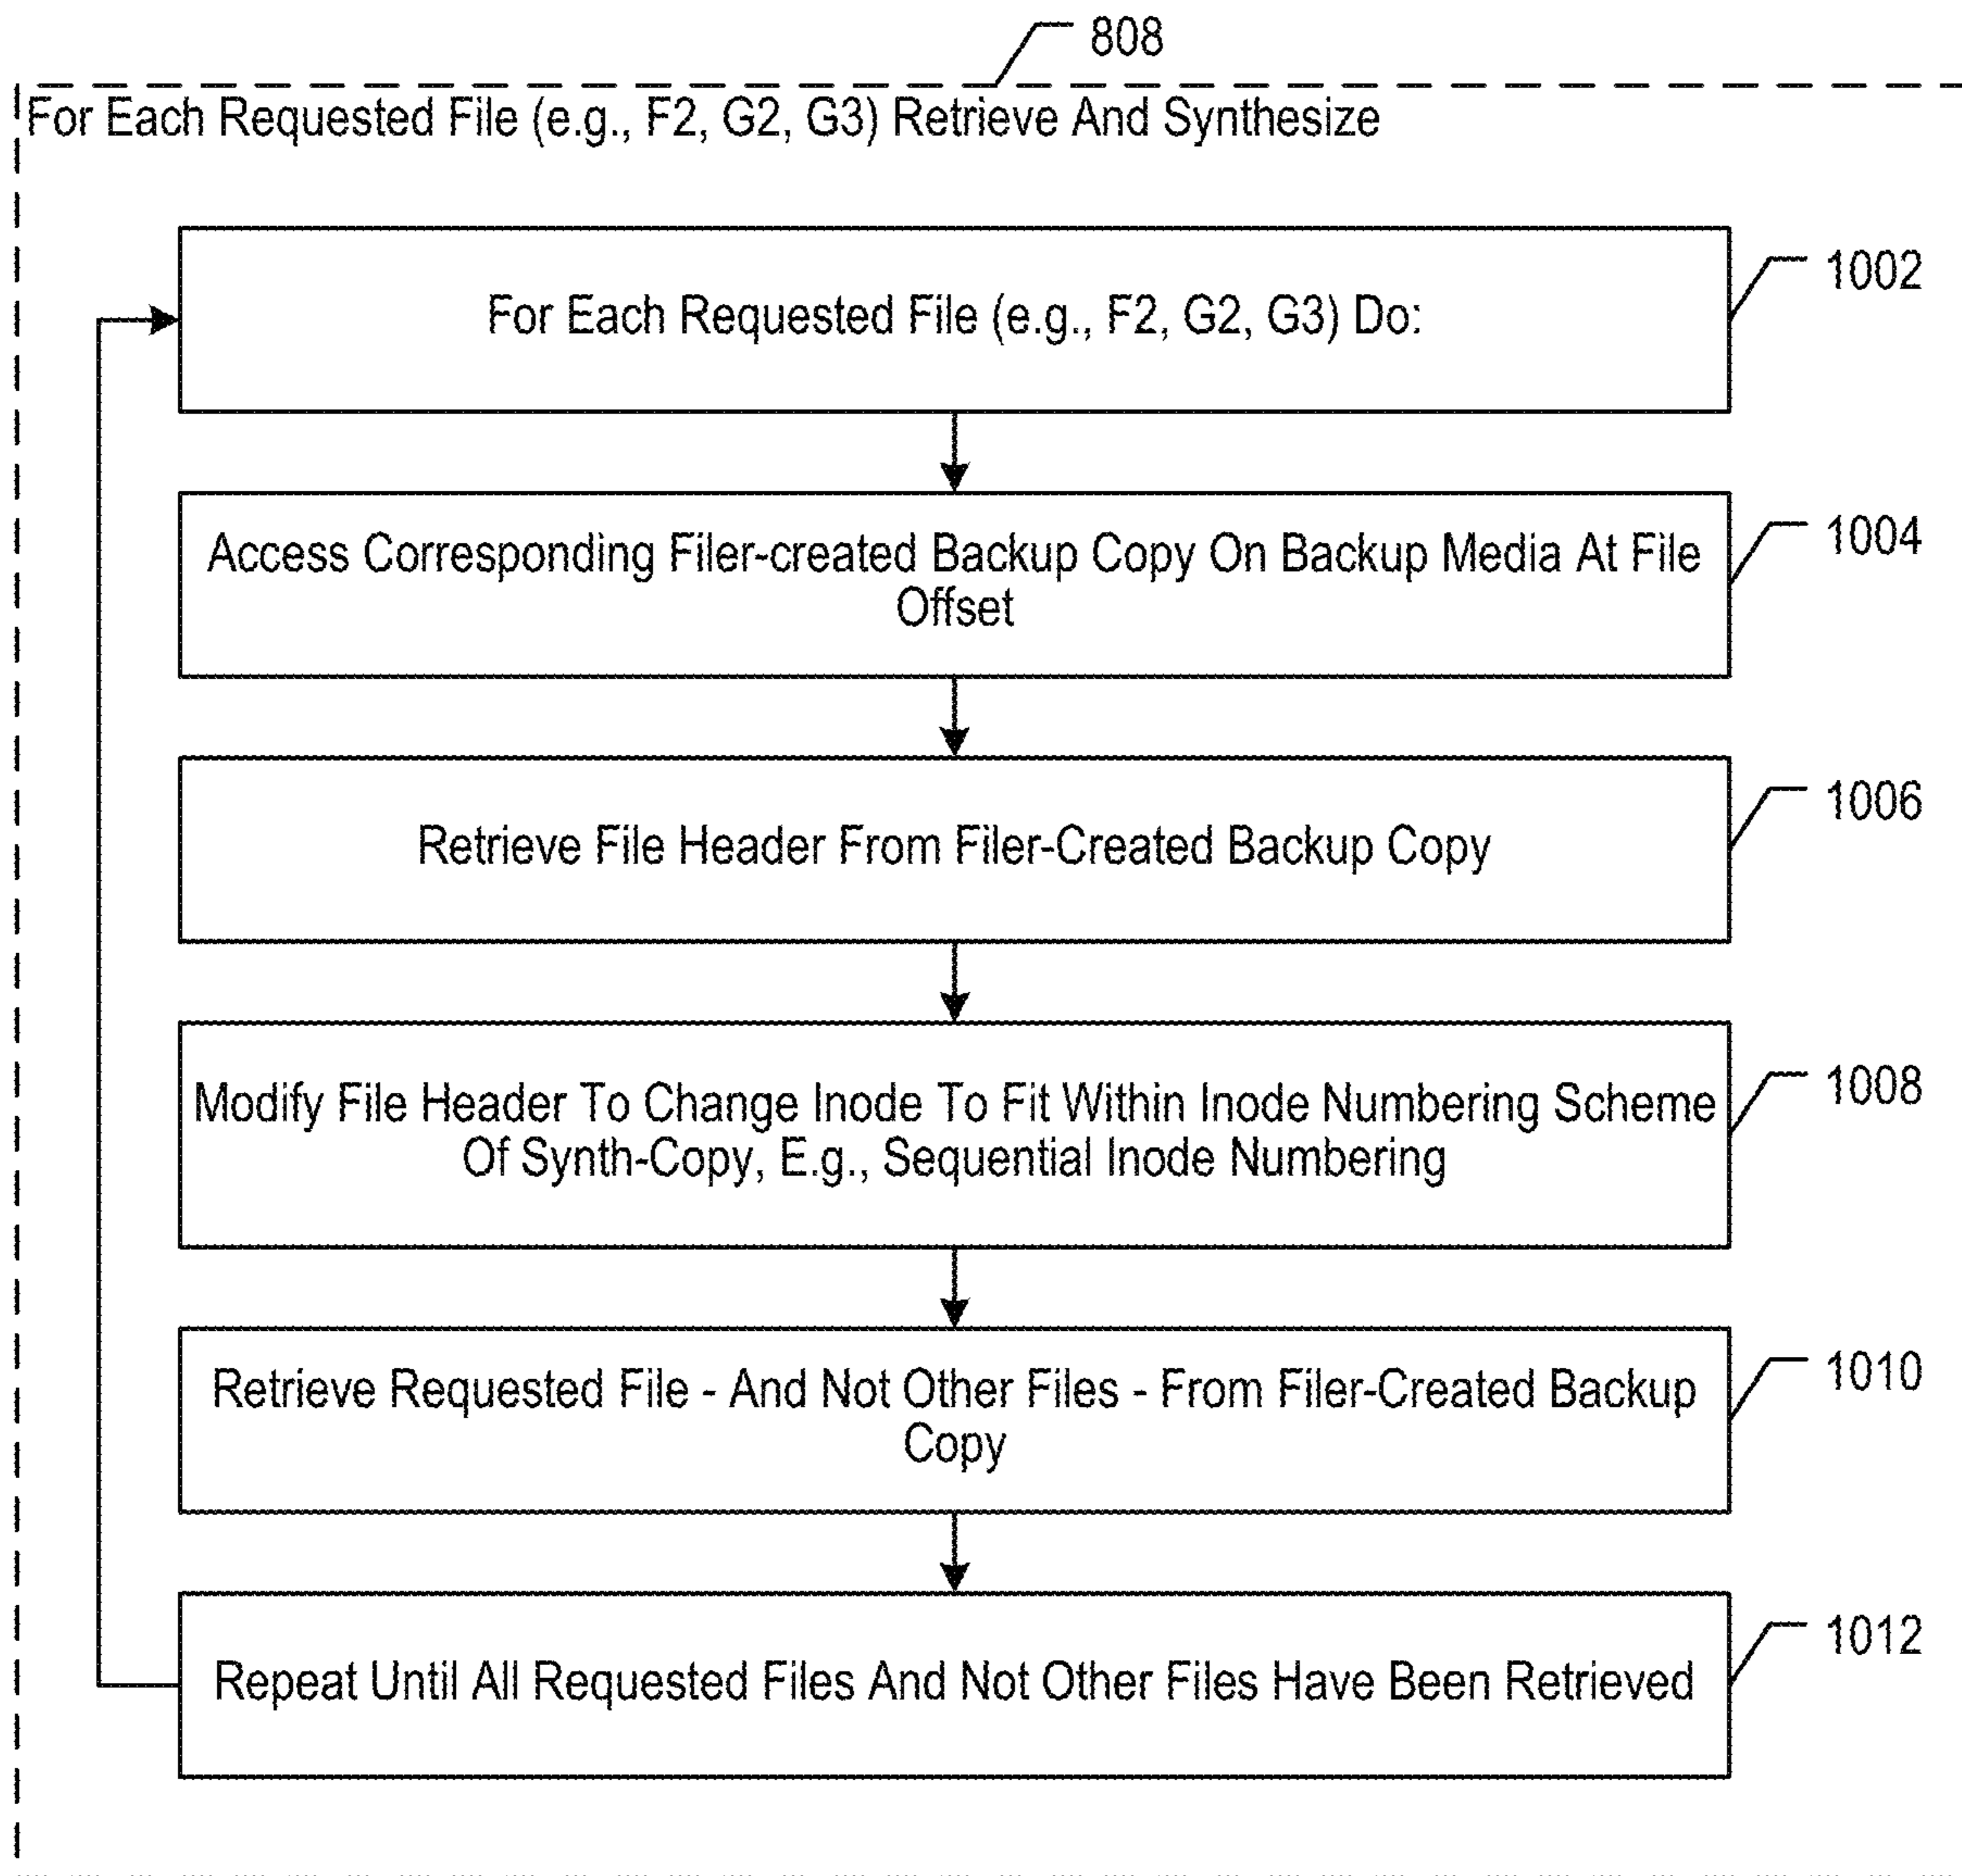 808
For Each Requested File (e.g., F2, G2, G3) Retrieve And Synthesize
For Each Requested File (e.g., F2, G2, G3) Do:
1002
Access Corresponding Filer-created Backup Copy On Backup Media At File
Offset
1004
Retrieve File Header From Filer-Created Backup Copy
1006
Modify File Header To Change Inode To Fit Within Inode Numbering Scheme
Of Synth-Copy, E.g., Sequential Inode Numbering
1008
Retrieve Requested File - And Not Other Files - From Filer-Created Backup
Copy
1010
Repeat Until All Requested Files And Not Other Files Have Been Retrieved
1012